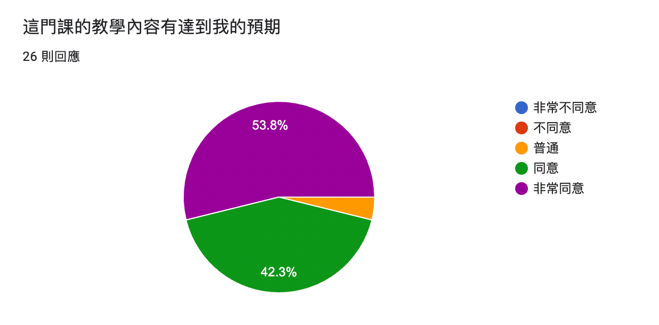 這門課的教學內容有達到我的預期
26 則回應
53.8%
42.3%
非常不同意
不同意
普通
同意
非常同意